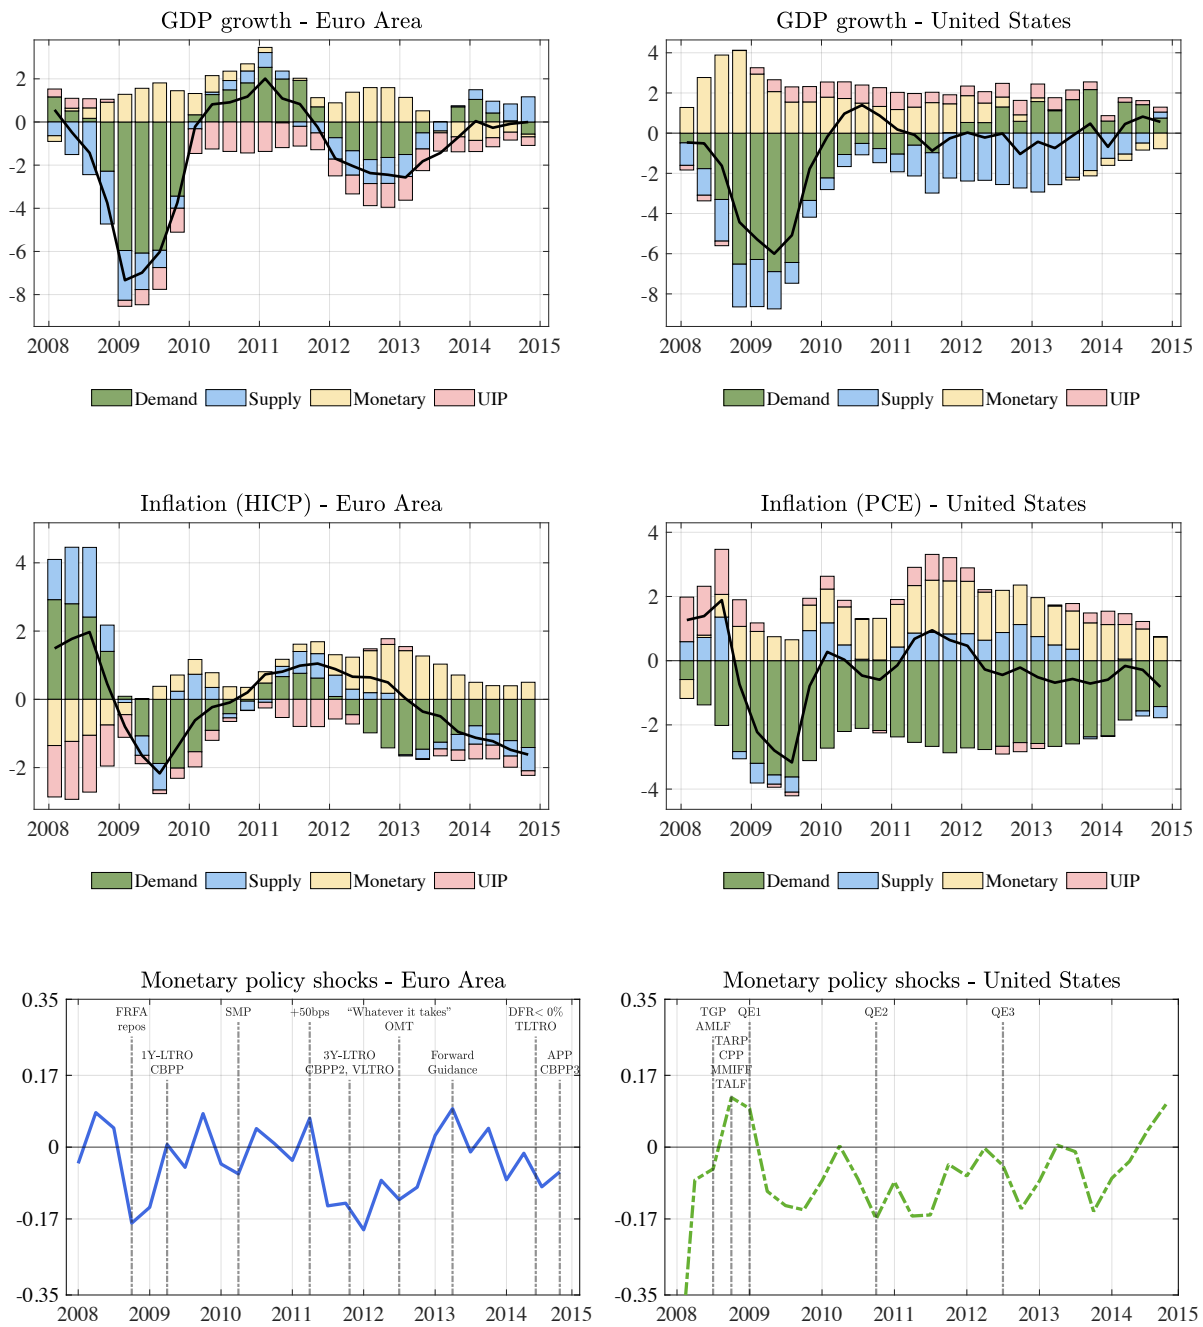 GDP growth - Euro Area
2
0
-2
-4
-6
-8
2008 2009 2010 2011 2012 2013 2014 2015
Demand Supply Monetary UIP
GDP growth - United States
4
2
0
-2
-4
-6
-8
2008 2009 2010 2011 2012 2013 2014 2015
Demand Supply Monetary UIP
Inflation (HICP) - Euro Area
4
2
0
-2
2008 2009 2010 2011 2012 2013 2014 2015
Demand Supply Monetary UIP
Inflation (PCE) - United States
4
2
0
-2
-4
2008 2009 2010 2011 2012 2013 2014 2015
Demand Supply Monetary UIP
Monetary policy shocks - Euro Area
0.35
0.17
0
-0.17
-0.35
FRFA
repos
1Y-LTRO
CBPP
SMP
+50bps
3Y-LTRO
CBPP2, VLTRO
"Whatever it takes"
OMT
Forward
Guidance
DFR< 0%
TLTRO
APP
CBPP3
2008 2009 2010 2011 2012 2013 2014 2015
Monetary policy shocks - United States
0.35
0.17
0
-0.17
-0.35
TGP
AMLF
TARP
CPP
MMIFF
TALF
QE1
QE2
QE3
2008 2009 2010 2011 2012 2013 2014 2015